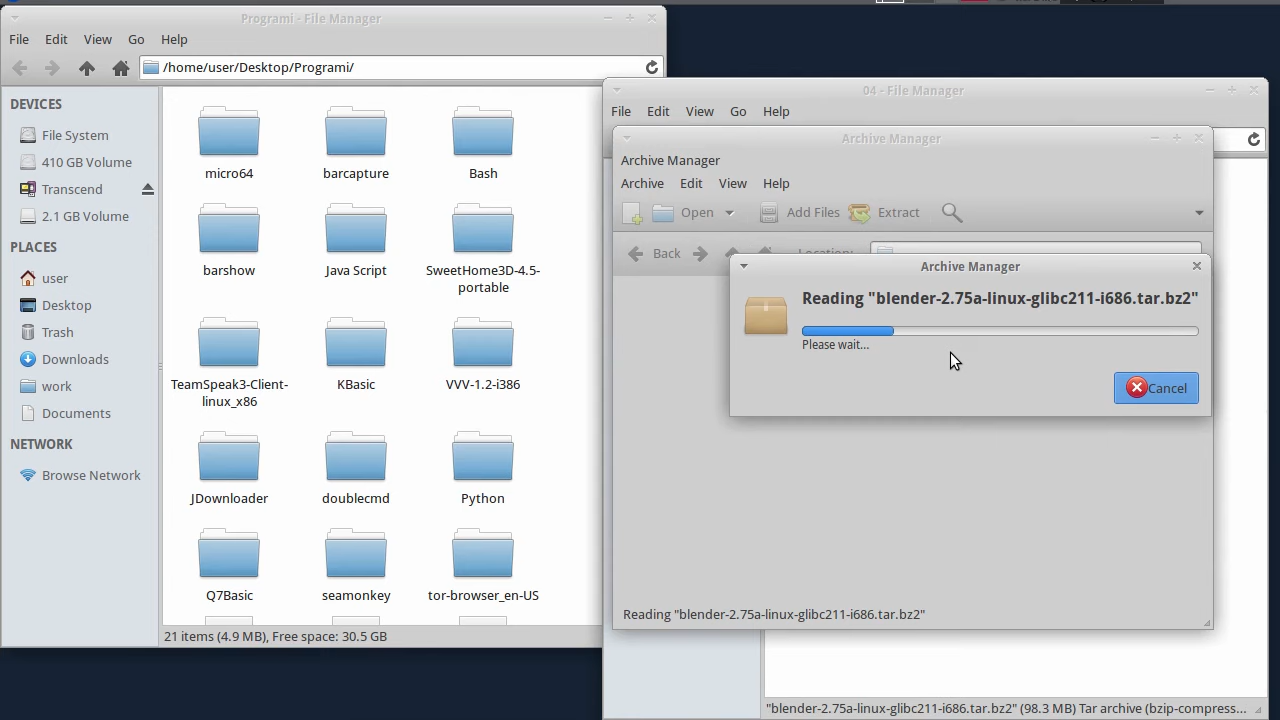 Programi - File Manager
File Edit View Go Help
/home/user/Desktop/Programi/
DEVICES
File System
410 GB Volume
Transcend
2.1 GB Volume
PLACES
user
Desktop
Trash
Downloads
work
Documents
NETWORK
Browse Network
micro64
barcapture
Bash
barshow
Java Script
SweetHome3D-4.5-
portable
TeamSpeak3-Client-
linux_x86
KBasic
VVV-1.2-i386
JDownloader
doublecmd
Python
Q7Basic
seamonkey
tor-browser_en-US
21 items (4.9 MB), Free space: 30.5 GB
04 - File Manager
File Edit View Go Help
Archive Manager
Archive Manager
Archive Edit View Help
Open Add Files Extract
Back Location:
Archive Manager
Reading "blender-2.75a-linux-glibc211-i686.tar.bz2"
Please wait...
Cancel
Reading "blender-2.75a-linux-glibc211-i686.tar.bz2"
"blender-2.75a-linux-glibc211-i686.tar.bz2" (98.3 MB) Tar archive (bzip-compress...